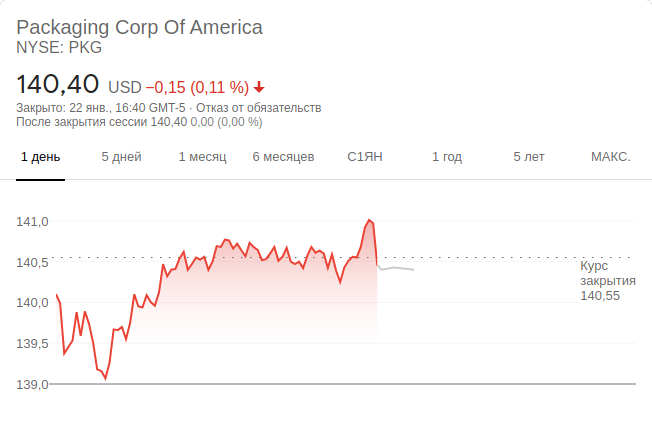 Packaging Corp Of America
NYSE: PKG
140,40 USD −0,15 (0,11 %)
Закрыто: 22 янв., 16:40 GMT-5 · Отказ от обязательств
После закрытия сессии 140,40 0,00 (0,00 %)
1 день 5 дней 1 месяц 6 месяцев С1ЯН 1 год 5 лет МАКС.
141,0
140,5
Курс
закрытия
140,55
140,0
139,5
139,0